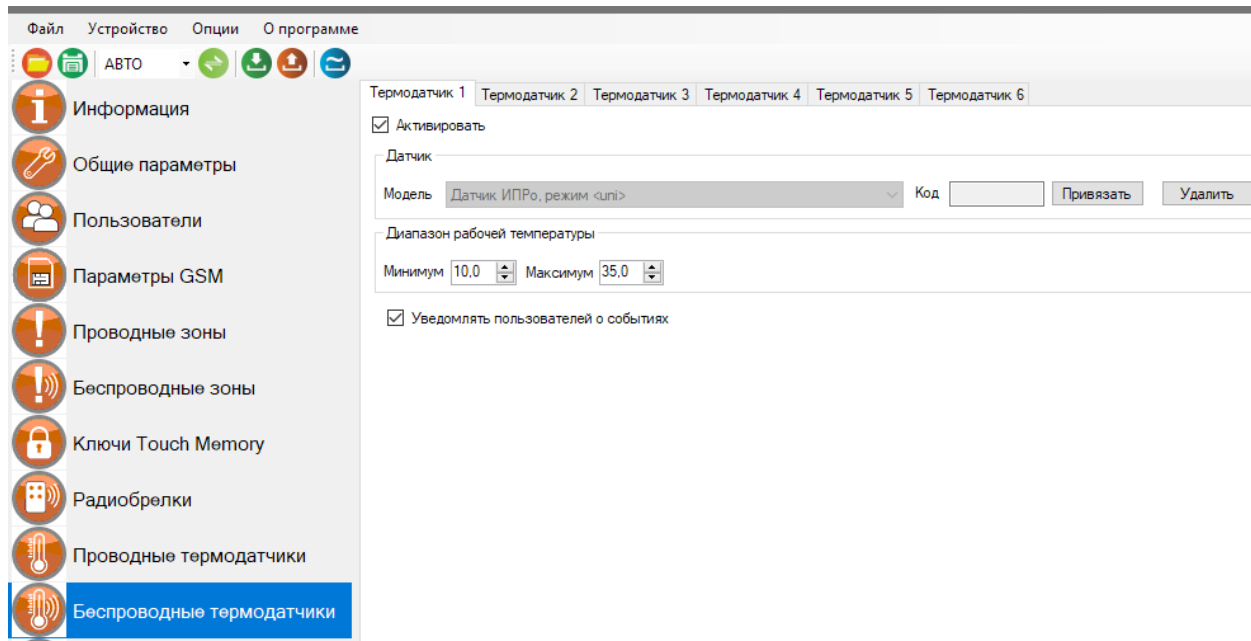 Файл Устройство Опции О программе
АВТО
Информация
Общие параметры
Пользователи
Параметры GSM
Проводные зоны
Беспроводные зоны
Ключи Touch Memory
Радиобрелки
Проводные термодатчики
Беспроводные термодатчики
Термодатчик 1 Термодатчик 2 Термодатчик 3 Термодатчик 4 Термодатчик 5 Термодатчик 6
Активировать
Датчик
Модель Датчик ИПРо, режим <uni> Код Привязать Удалить
Диапазон рабочей температуры
Минимум 10,0 Максимум 35,0
Уведомлять пользователей о событиях